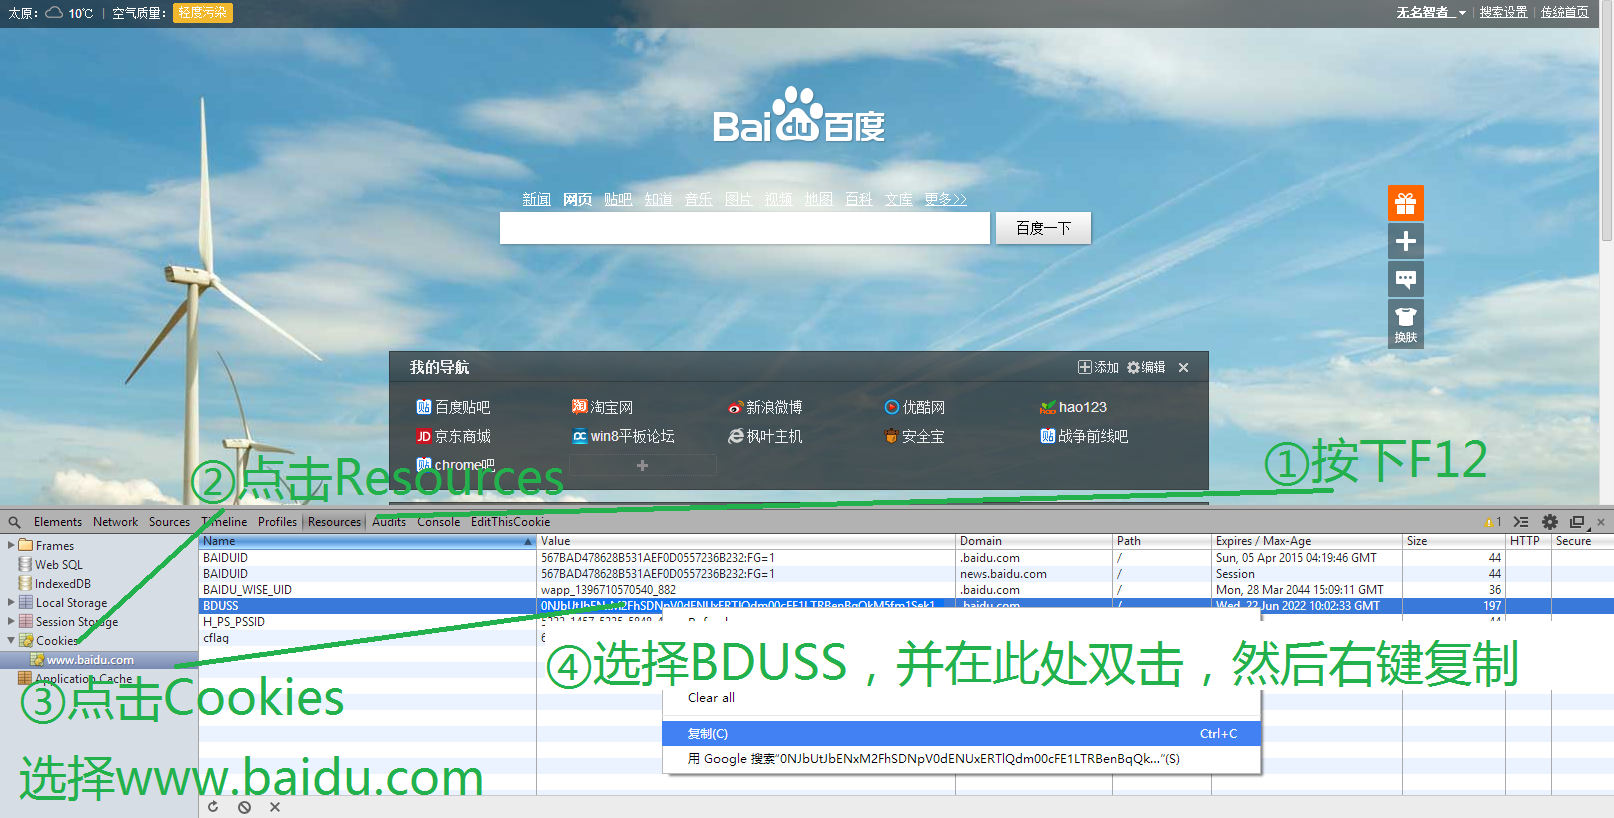 太原： 10℃ | 空气质量： 轻度污染
无名智者 | 搜索设置 | 传统首页
Bai du 百度
新闻 网页 贴吧 知道 音乐 图片 视频 地图 百科 文库 更多>>
百度一下
换肤
我的导航 添加 编辑
百度贴吧 淘宝网 新浪微博 优酷网 hao123
京东商城 win8平板论坛 枫叶主机 安全宝 战争前线吧
chrome吧
①按下F12
②点击Resources
Elements Network Sources Timeline Profiles Resources Audits Console EditThisCookie 1
Name Value Domain Path Expires / Max-Age Size HTTP Secure
Frames
Web SQL
IndexedDB
Local Storage
Session Storage
Cookies
www.baidu.com
Application Cache
BAIDUID 567BAD478628B531AEF0D0557236B232:FG=1 .baidu.com / Sun, 05 Apr 2015 04:19:46 GMT 44
BAIDUID 567BAD478628B531AEF0D0557236B232:FG=1 news.baidu.com / Session 44
BAIDU_WISE_UID wapp_1396710570540_882 .baidu.com / Mon, 28 Mar 2044 15:09:11 GMT 36
BDUSS .baidu.com / Wed, 22 Jun 2022 10:02:33 GMT 197
H_PS_PSSID 44
cflag
④选择BDUSS，并在此处双击，然后右键复制
Clear all
复制(C) Ctrl+C
用 Google 搜索"0NJbUtJbENxM2FhSDNpV0dENUxERTlQdm00cFE1LTRBenBqQk..."(S)
③点击Cookies
选择www.baidu.com